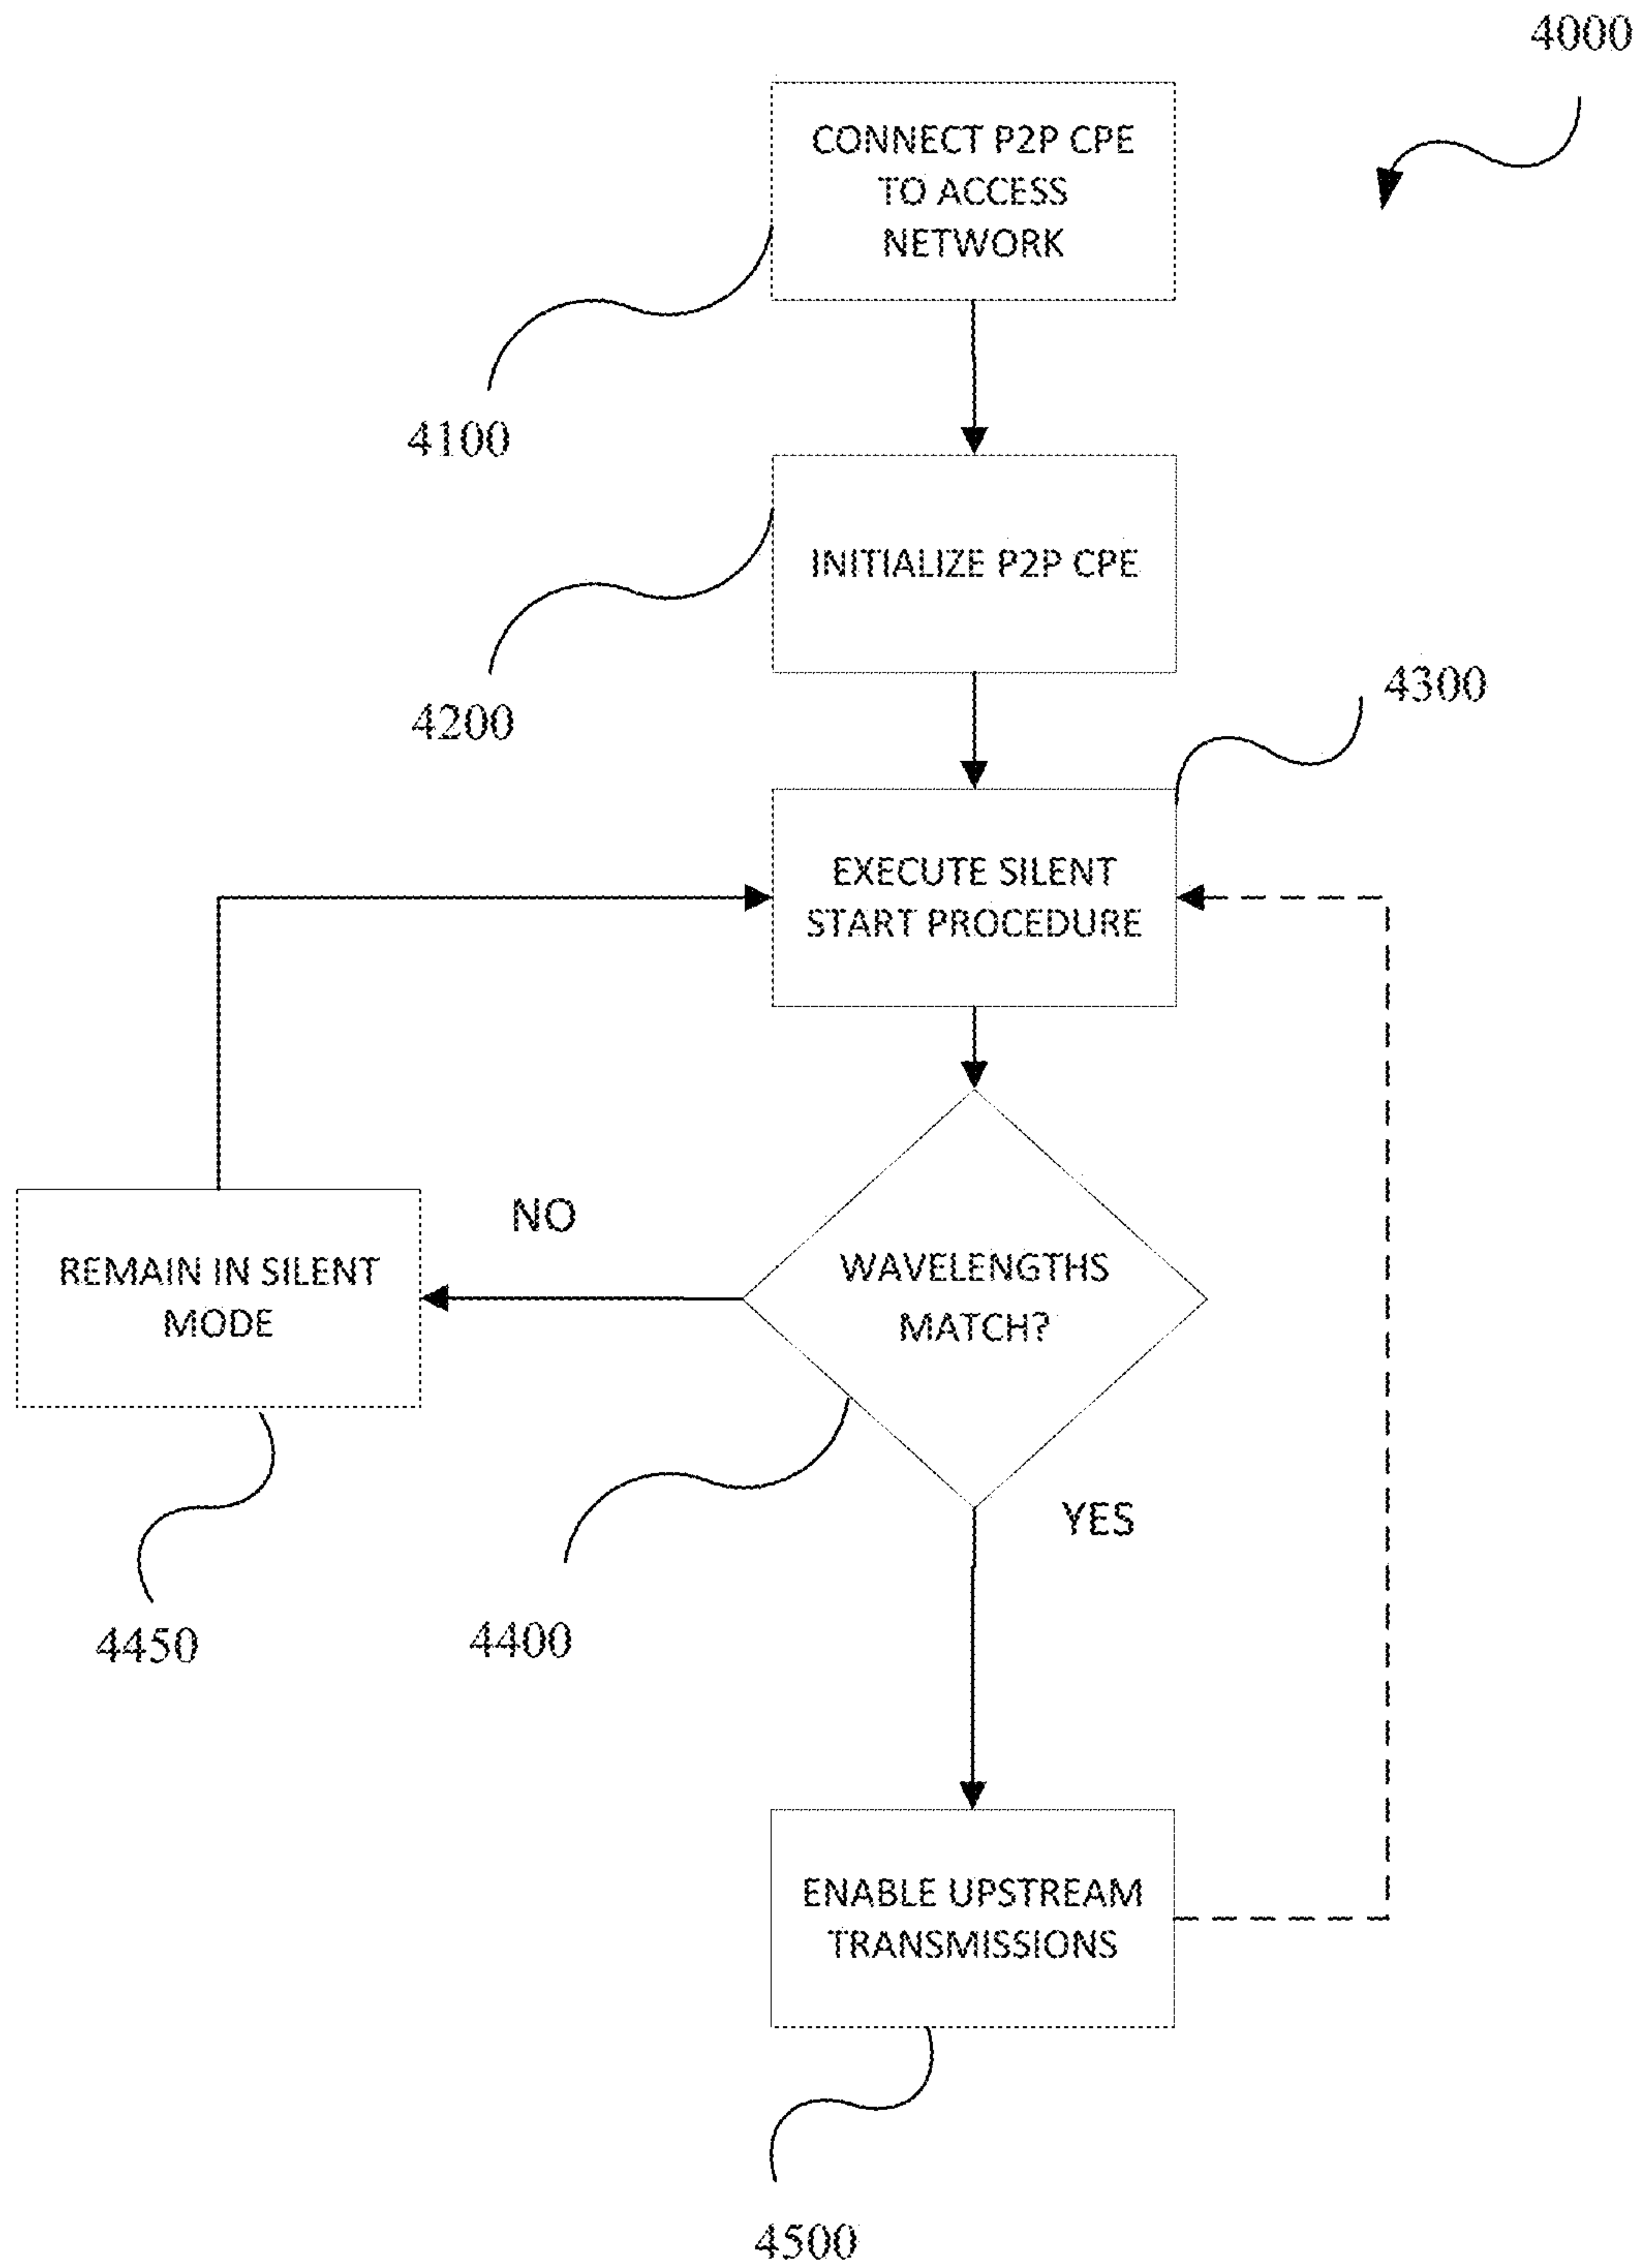 4000
CONNECT P2P CPE
TO ACCESS
NETWORK
4100
INITIALIZE P2P CPE
4200
4300
EXECUTE SILENT
START PROCEDURE
NO
REMAIN IN SILENT
MODE
WAVELENGTHS
MATCH?
YES
4450
4400
ENABLE UPSTREAM
TRANSMISSIONS
4500